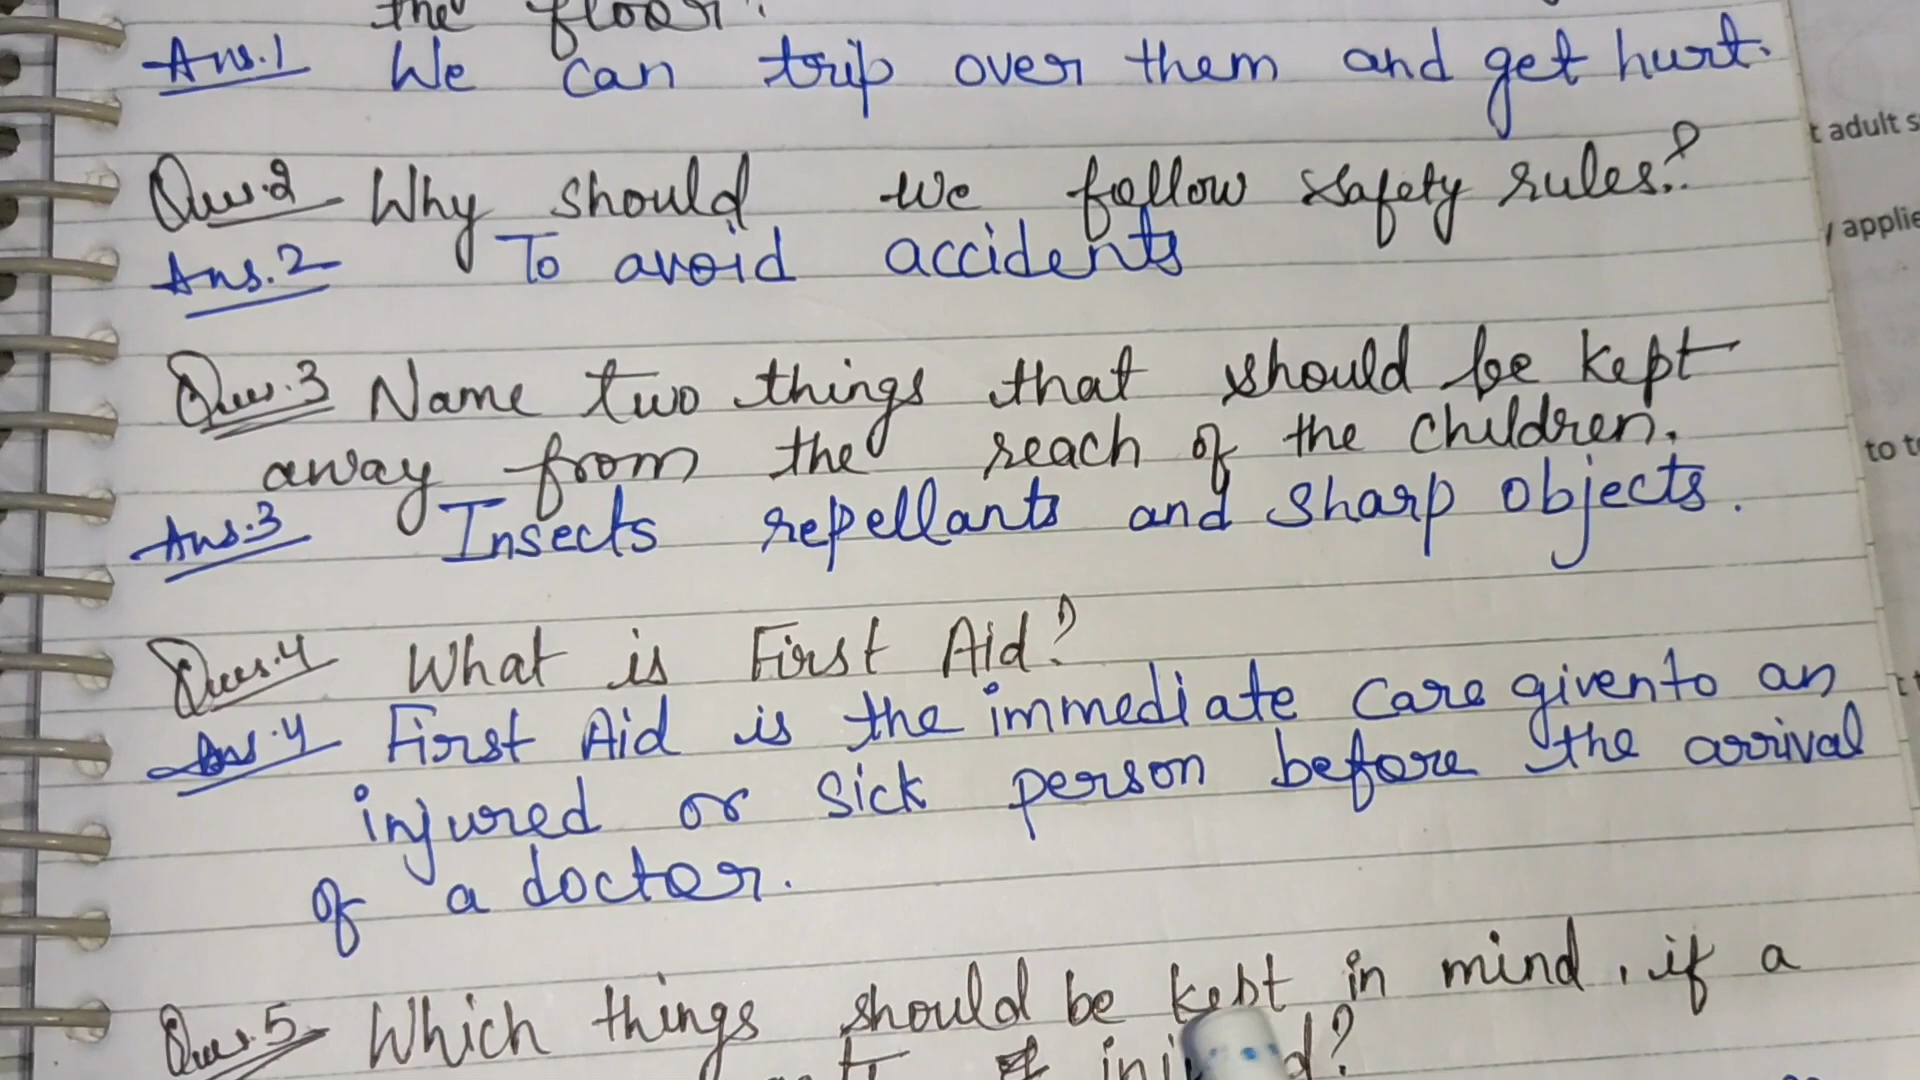 the floor?
Ans.1 We can trip over them and get hurt.
Ques.2 Why should we follow safety rules?
Ans.2 To avoid accidents
Ques.3 Name two things that should be kept
away from the reach of the children.
Ans.3 Insects repellants and sharp objects.
Ques.4 What is First Aid?
Ans.4 First Aid is the immediate care given to an
injured or sick person before the arrival
of a doctor.
Ques.5 Which things should be kept in mind, if a
t adult s
applie
to t